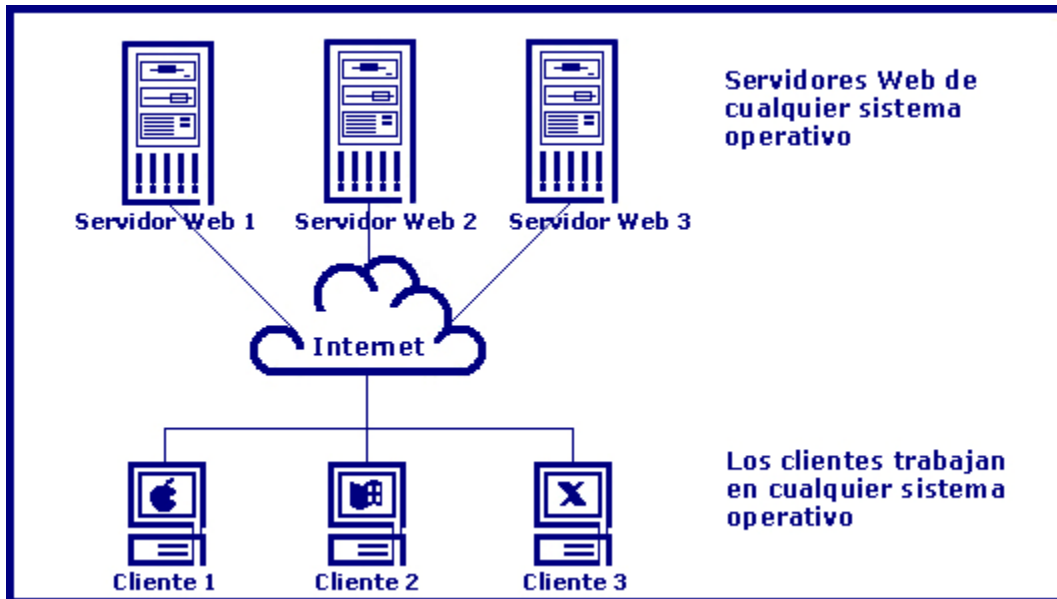 Servidores Web de
cualquier sistema
operativo
Servidor Web 1
Servidor Web 2
Servidor Web 3
Internet
Los clientes trabajan
en cualquier sistema
operativo
X
Cliente 1
Cliente 2
Cliente 3